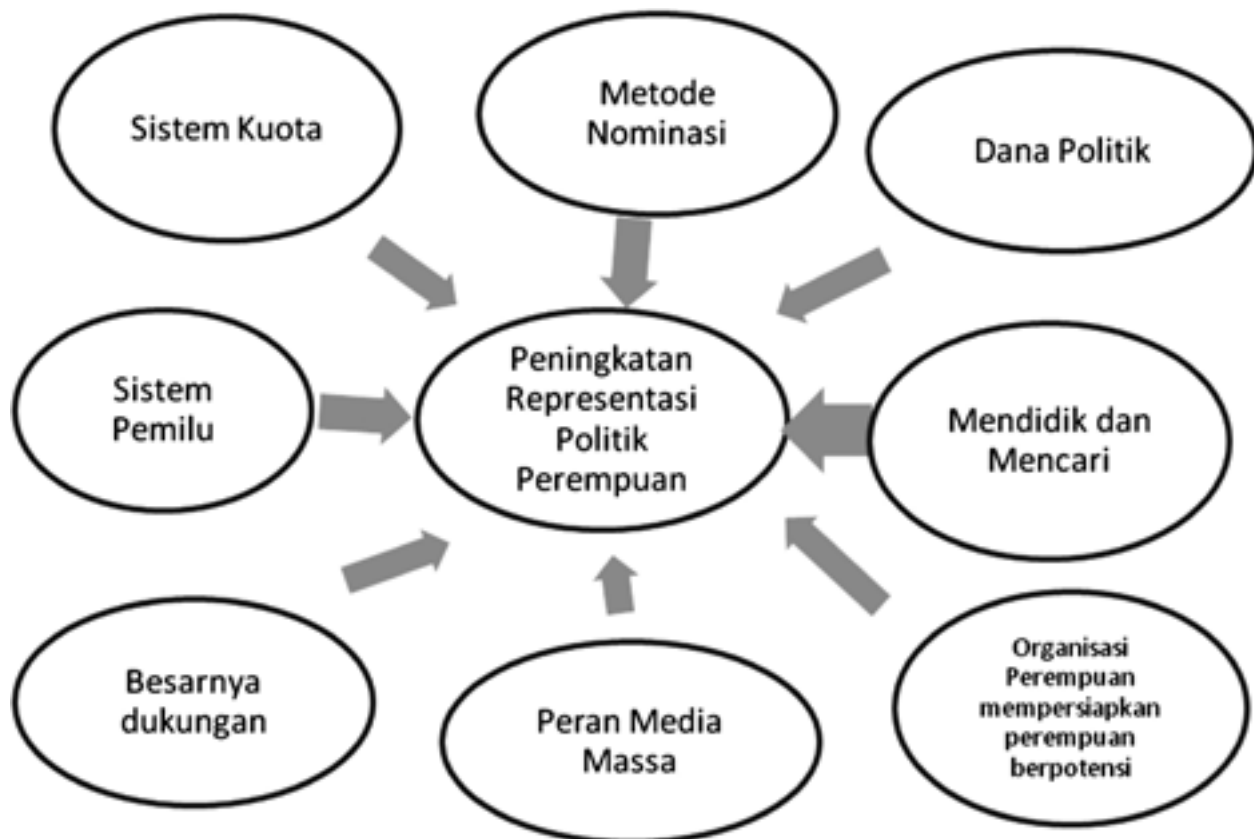 Sistem Kuota
Metode
Nominasi
Dana Politik
Sistem
Pemilu
Peningkatan
Representasi
Politik
Perempuan
Mendidik dan
Mencari
Besarnya
dukungan
Peran Media
Massa
Organisasi
Perempuan
mempersiapkan
perempuan
berpotensi